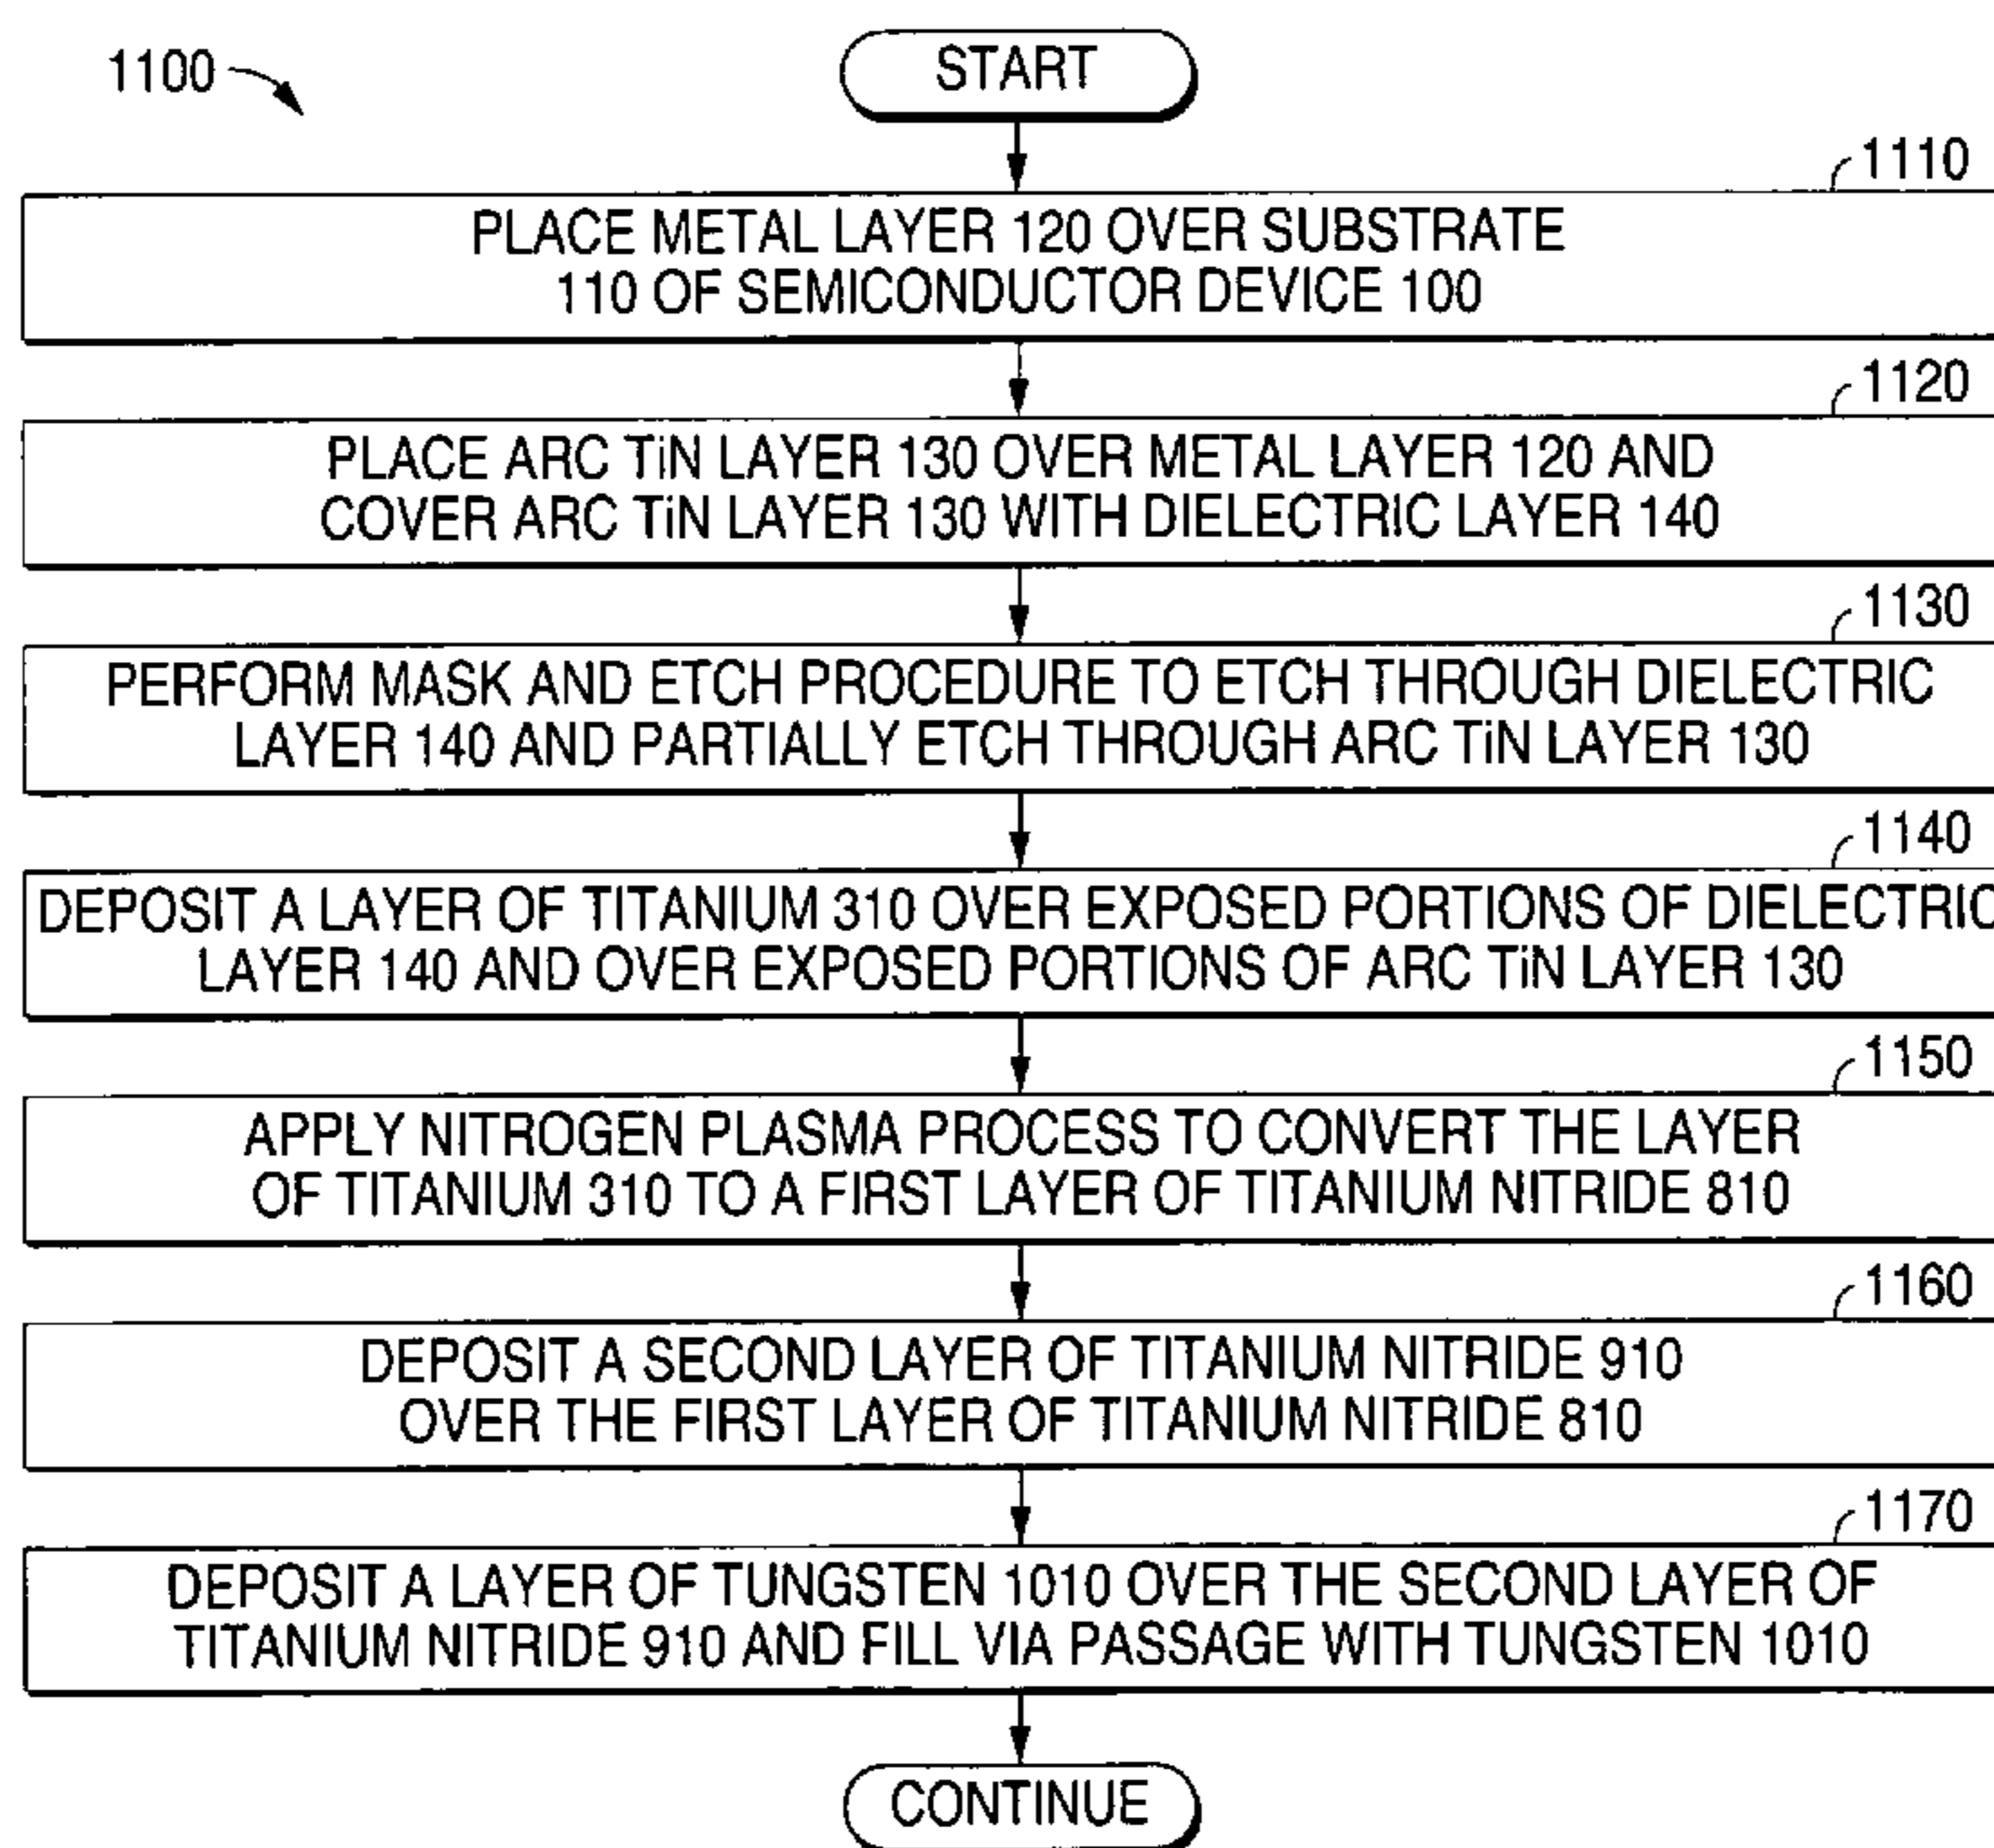 1100
START
1110
PLACE METAL LAYER 120 OVER SUBSTRATE
110 OF SEMICONDUCTOR DEVICE 100
1120
PLACE ARC TiN LAYER 130 OVER METAL LAYER 120 AND
COVER ARC TiN LAYER 130 WITH DIELECTRIC LAYER 140
1130
PERFORM MASK AND ETCH PROCEDURE TO ETCH THROUGH DIELECTRIC
LAYER 140 AND PARTIALLY ETCH THROUGH ARC TiN LAYER 130
1140
DEPOSIT A LAYER OF TITANIUM 310 OVER EXPOSED PORTIONS OF DIELECTRIC
LAYER 140 AND OVER EXPOSED PORTIONS OF ARC TiN LAYER 130
1150
APPLY NITROGEN PLASMA PROCESS TO CONVERT THE LAYER
OF TITANIUM 310 TO A FIRST LAYER OF TITANIUM NITRIDE 810
1160
DEPOSIT A SECOND LAYER OF TITANIUM NITRIDE 910
OVER THE FIRST LAYER OF TITANIUM NITRIDE 810
1170
DEPOSIT A LAYER OF TUNGSTEN 1010 OVER THE SECOND LAYER OF
TITANIUM NITRIDE 910 AND FILL VIA PASSAGE WITH TUNGSTEN 1010
CONTINUE